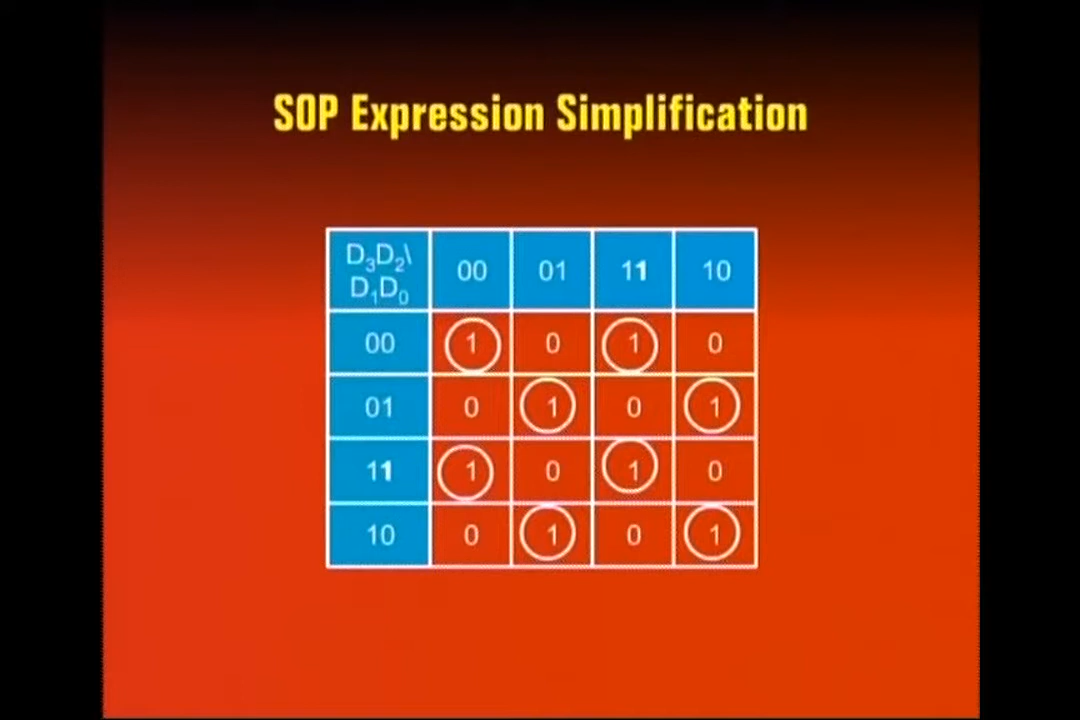 SOP Expression Simplification
D₃D₂\ 00 01 11 10
D₁D₀
00 1 0 1 0
01 0 1 0 1
11 1 0 1 0
10 0 1 0 1